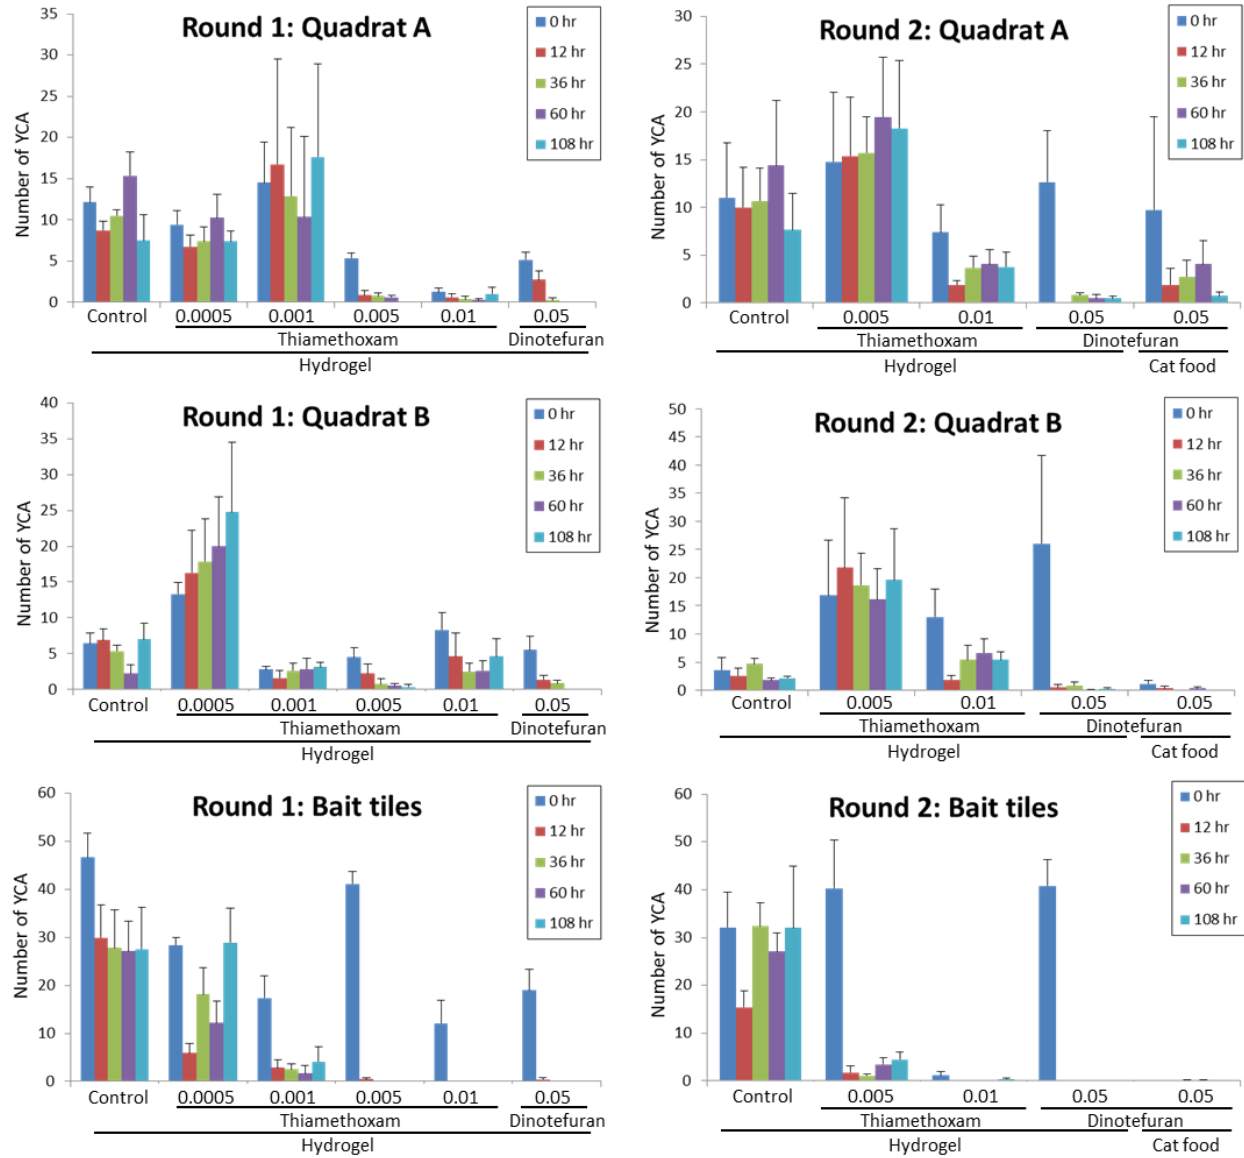 Round 1: Quadrat A
Number of YCA
35
30
25
20
15
10
5
0
0 hr
12 hr
36 hr
60 hr
108 hr
Control 0.0005 0.001 0.005 0.01 0.05
Thiamethoxam Dinotefuran
Hydrogel
Round 2: Quadrat A
Number of YCA
30
25
20
15
10
5
0
0 hr
12 hr
36 hr
60 hr
108 hr
Control 0.005 0.01 0.05 0.05
Thiamethoxam Dinotefuran
Hydrogel Cat food
Round 1: Quadrat B
Number of YCA
40
35
30
25
20
15
10
5
0
0 hr
12 hr
36 hr
60 hr
108 hr
Control 0.0005 0.001 0.005 0.01 0.05
Thiamethoxam Dinotefuran
Hydrogel
Round 2: Quadrat B
Number of YCA
50
45
40
35
30
25
20
15
10
5
0
0 hr
12 hr
36 hr
60 hr
108 hr
Control 0.005 0.01 0.05 0.05
Thiamethoxam Dinotefuran
Hydrogel Cat food
Round 1: Bait tiles
Number of YCA
60
50
40
30
20
10
0
0 hr
12 hr
36 hr
60 hr
108 hr
Control 0.0005 0.001 0.005 0.01 0.05
Thiamethoxam Dinotefuran
Hydrogel
Round 2: Bait tiles
Number of YCA
60
50
40
30
20
10
0
0 hr
12 hr
36 hr
60 hr
108 hr
Control 0.005 0.01 0.05 0.05
Thiamethoxam Dinotefuran
Hydrogel Cat food